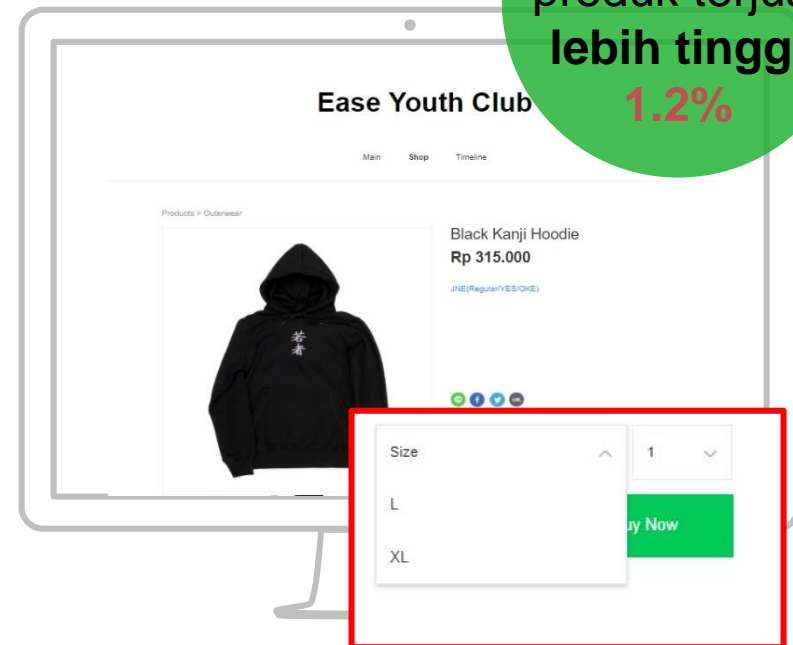 produk
lebih tingg
1.2%
Ease Youth Club
Main Shop Timeline
Products > Outerwear
Black Kanji Hoodie
Rp 315.000
JNE(Regular/YES/OKE)
若者
Size 1
L
Now
XL